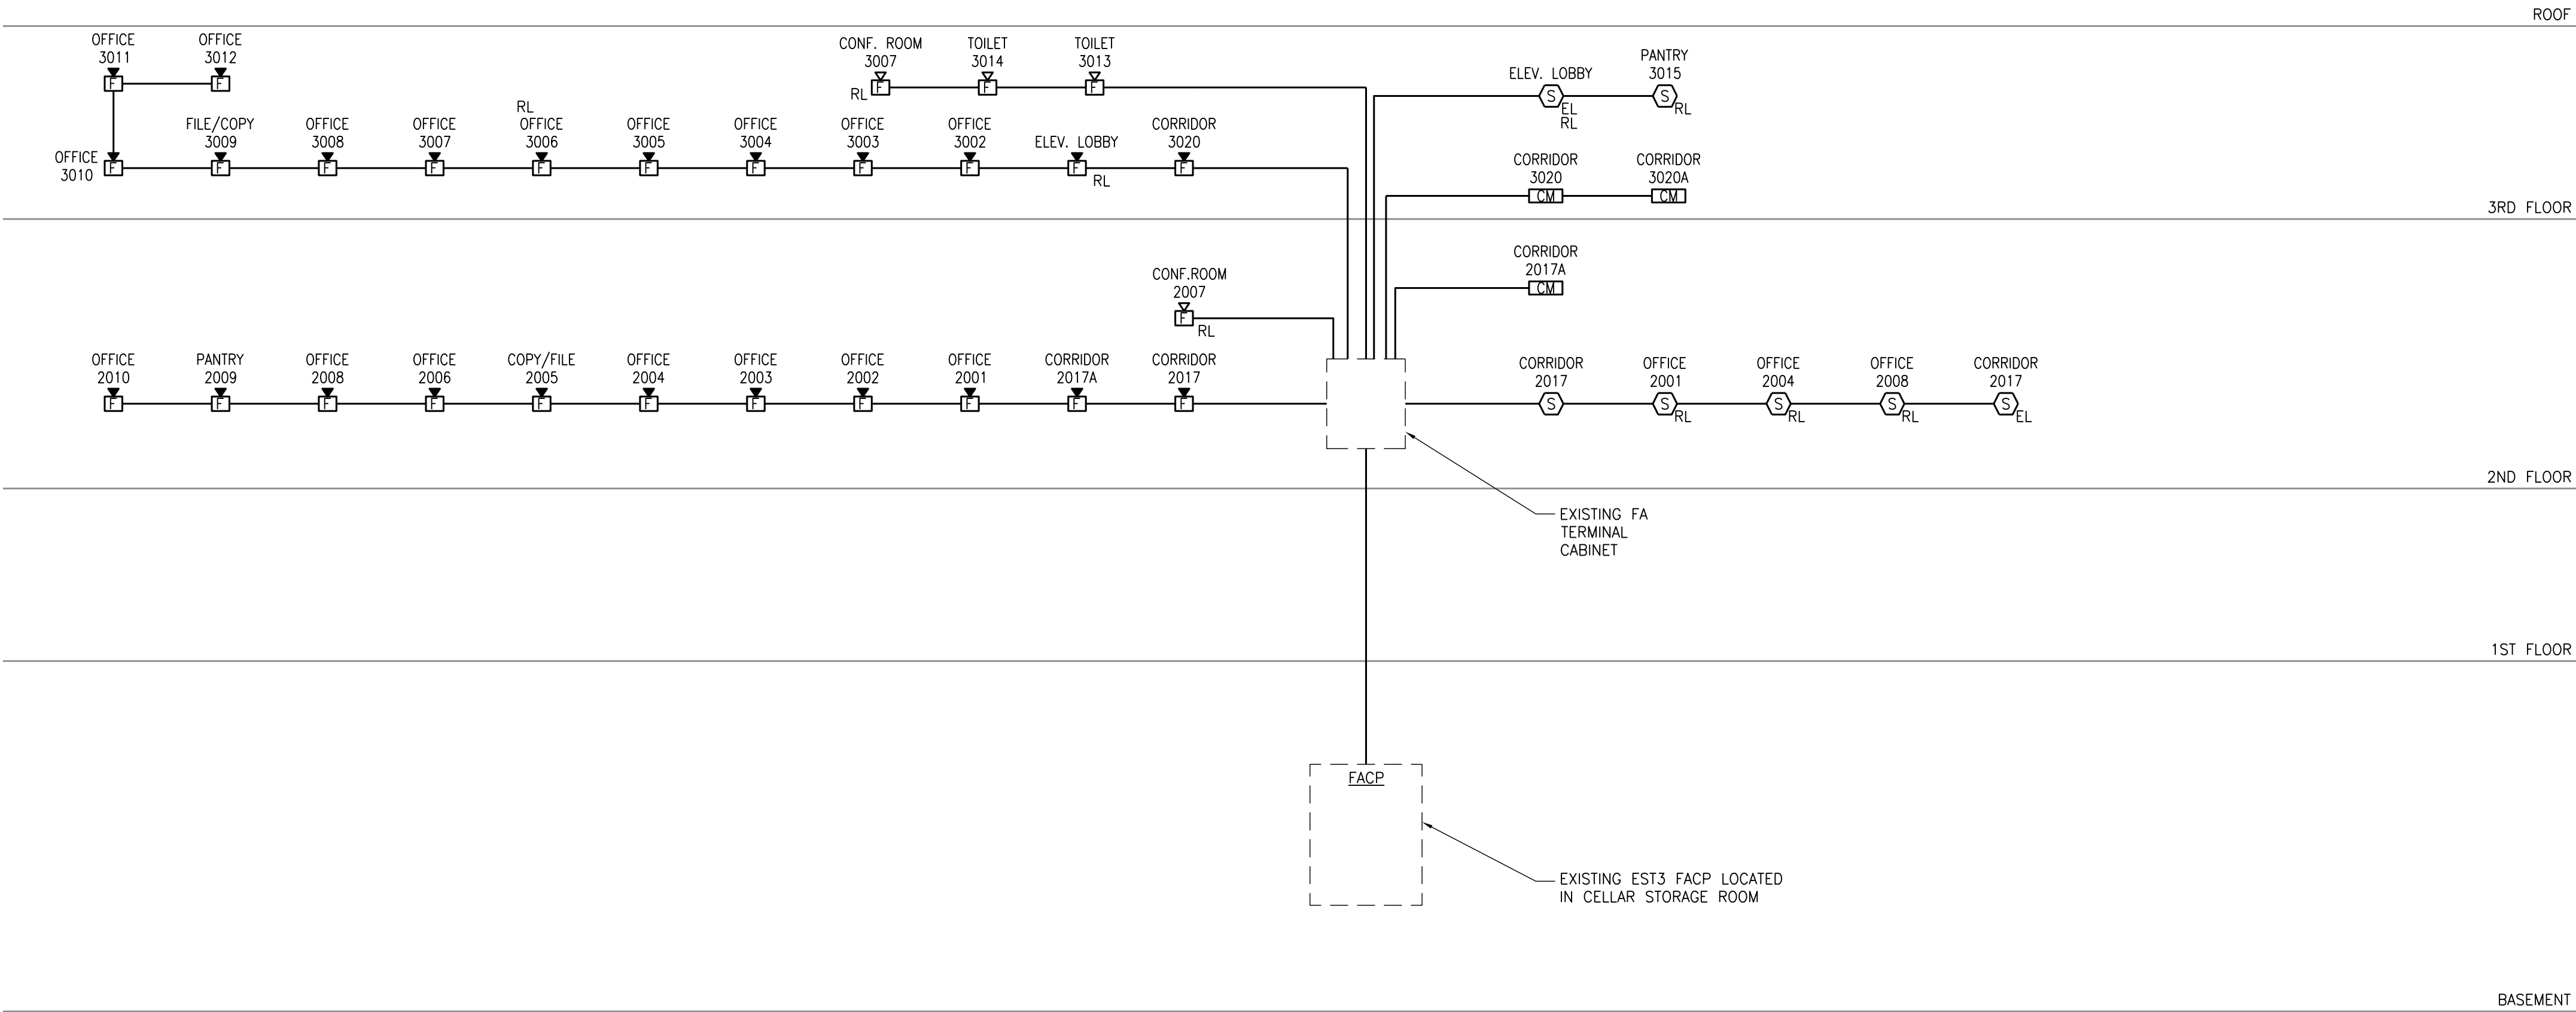 ROOF
OFFICE
3011
OFFICE
3012
F
F
CONF. ROOM
3007
TOILET
3014
TOILET
3013
RL
F
F
F
ELEV. LOBBY
PANTRY
3015
S
S
EL
RL
RL
OFFICE
3010
FILE/COPY
3009
OFFICE
3008
OFFICE
3007
RL
OFFICE
3006
OFFICE
3005
OFFICE
3004
OFFICE
3003
OFFICE
3002
ELEV. LOBBY
CORRIDOR
3020
F
F
F
F
F
F
F
F
F
F
F
RL
CORRIDOR
3020
CORRIDOR
3020A
CM
CM
3RD FLOOR
CORRIDOR
2017A
CM
CONF.ROOM
2007
F
RL
OFFICE
2010
PANTRY
2009
OFFICE
2008
OFFICE
2006
COPY/FILE
2005
OFFICE
2004
OFFICE
2003
OFFICE
2002
OFFICE
2001
CORRIDOR
2017A
CORRIDOR
2017
F
F
F
F
F
F
F
F
F
F
F
CORRIDOR
2017
OFFICE
2001
OFFICE
2004
OFFICE
2008
CORRIDOR
2017
S
S
S
S
S
RL
RL
RL
EL
2ND FLOOR
EXISTING FA
TERMINAL
CABINET
1ST FLOOR
FACP
EXISTING EST3 FACP LOCATED
IN CELLAR STORAGE ROOM
BASEMENT